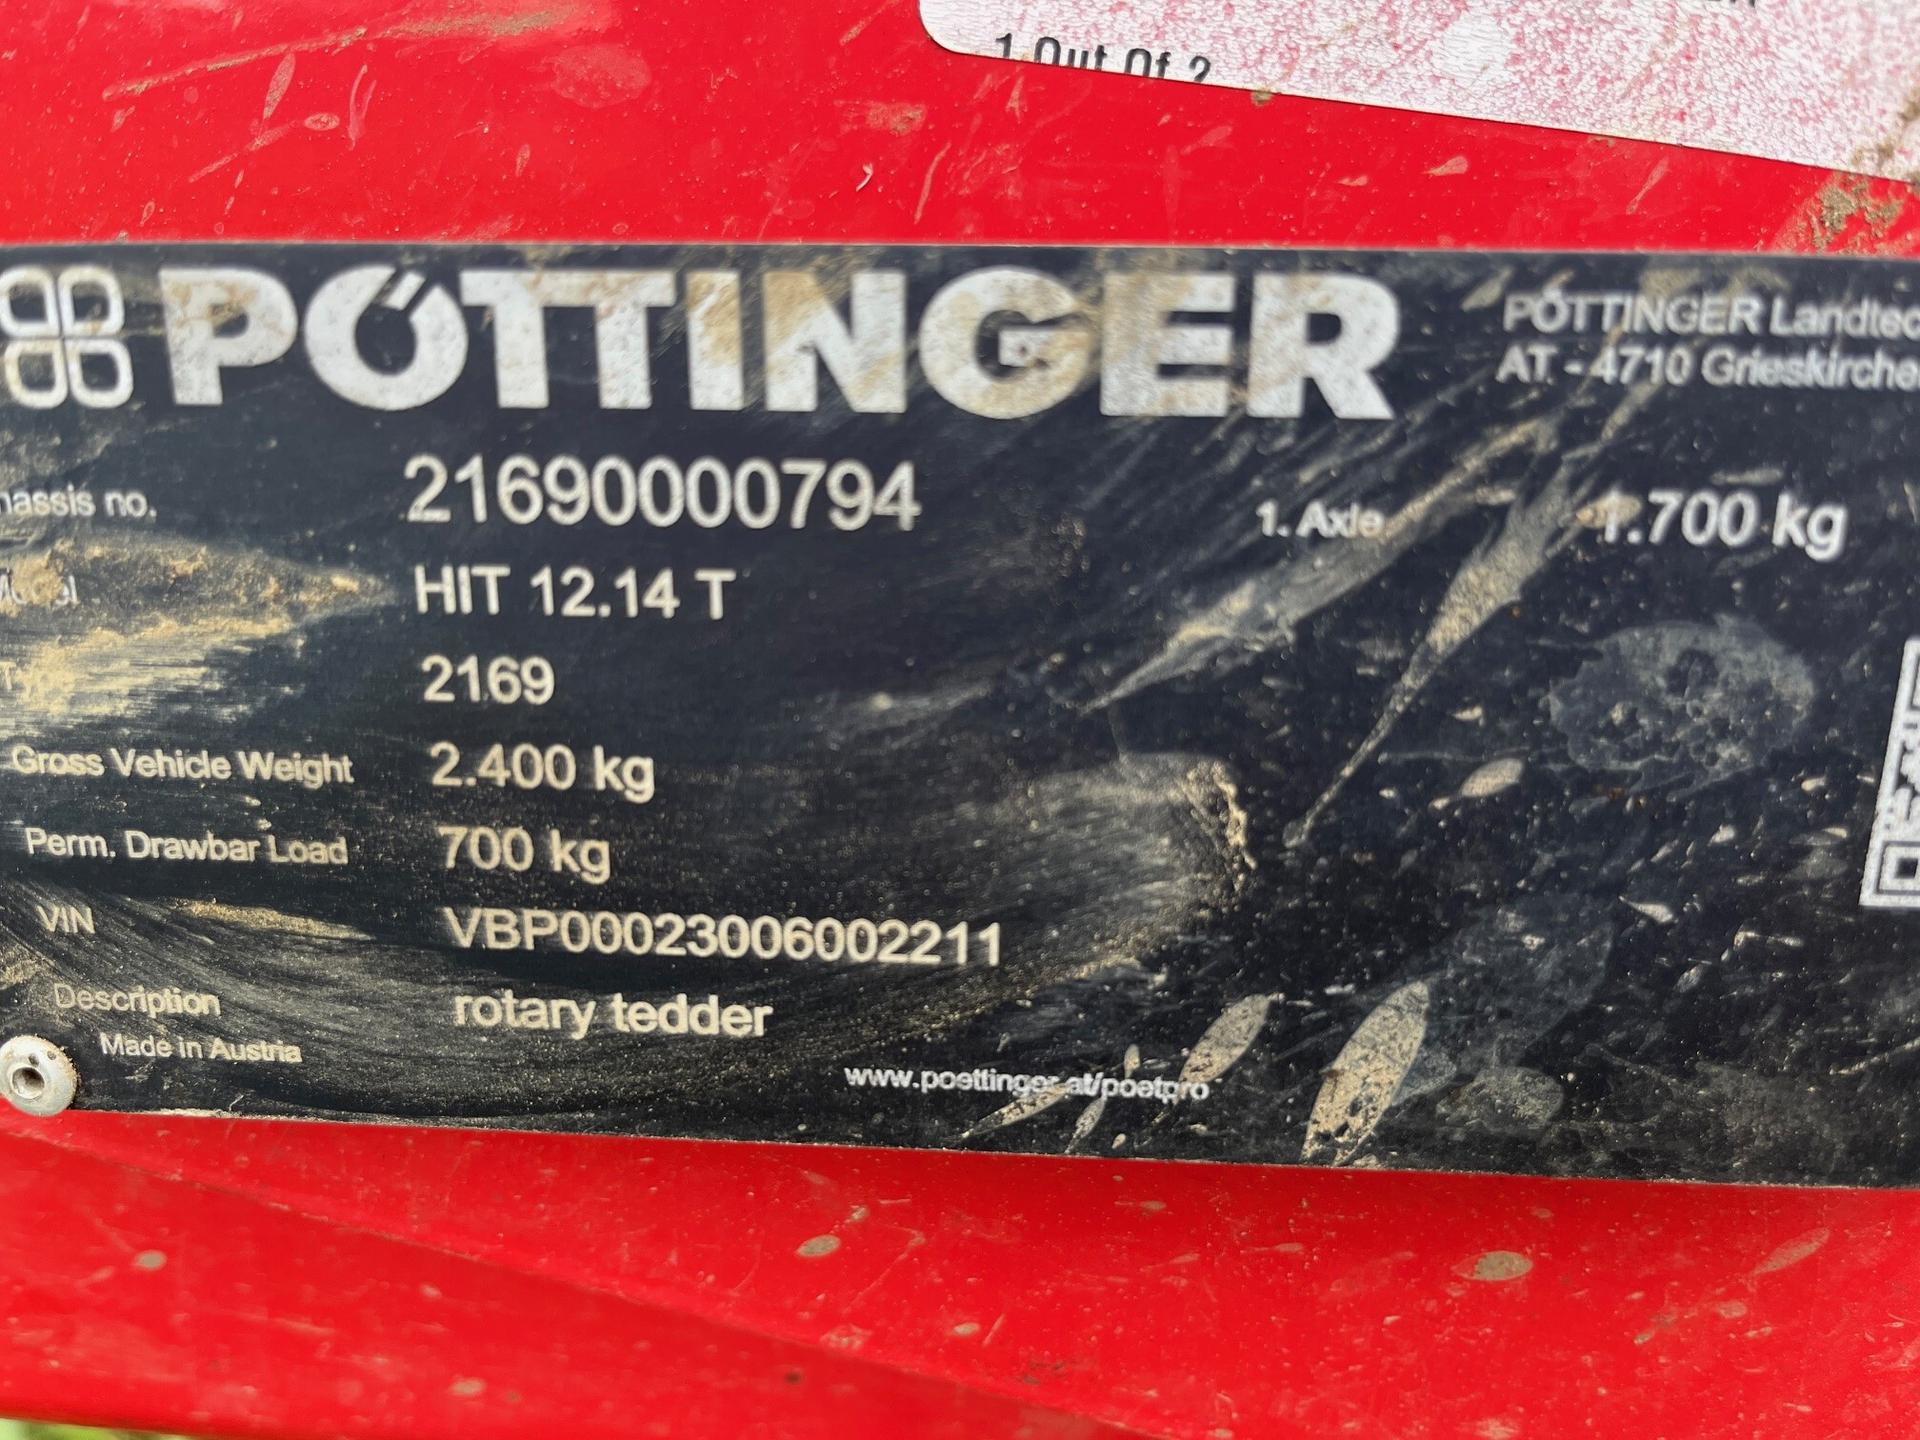 1 Out Of 2
PÖTTINGER
PÖTTINGER Landtec
AT - 4710 Grieskirche
hassis no. 21690000794 1. Axle 1.700 kg
Model HIT 12.14 T
2169
Gross Vehicle Weight 2.400 kg
Perm. Drawbar Load 700 kg
VIN VBP00023006002211
Description rotary tedder
Made in Austria
www.poettinger.at/poetpro